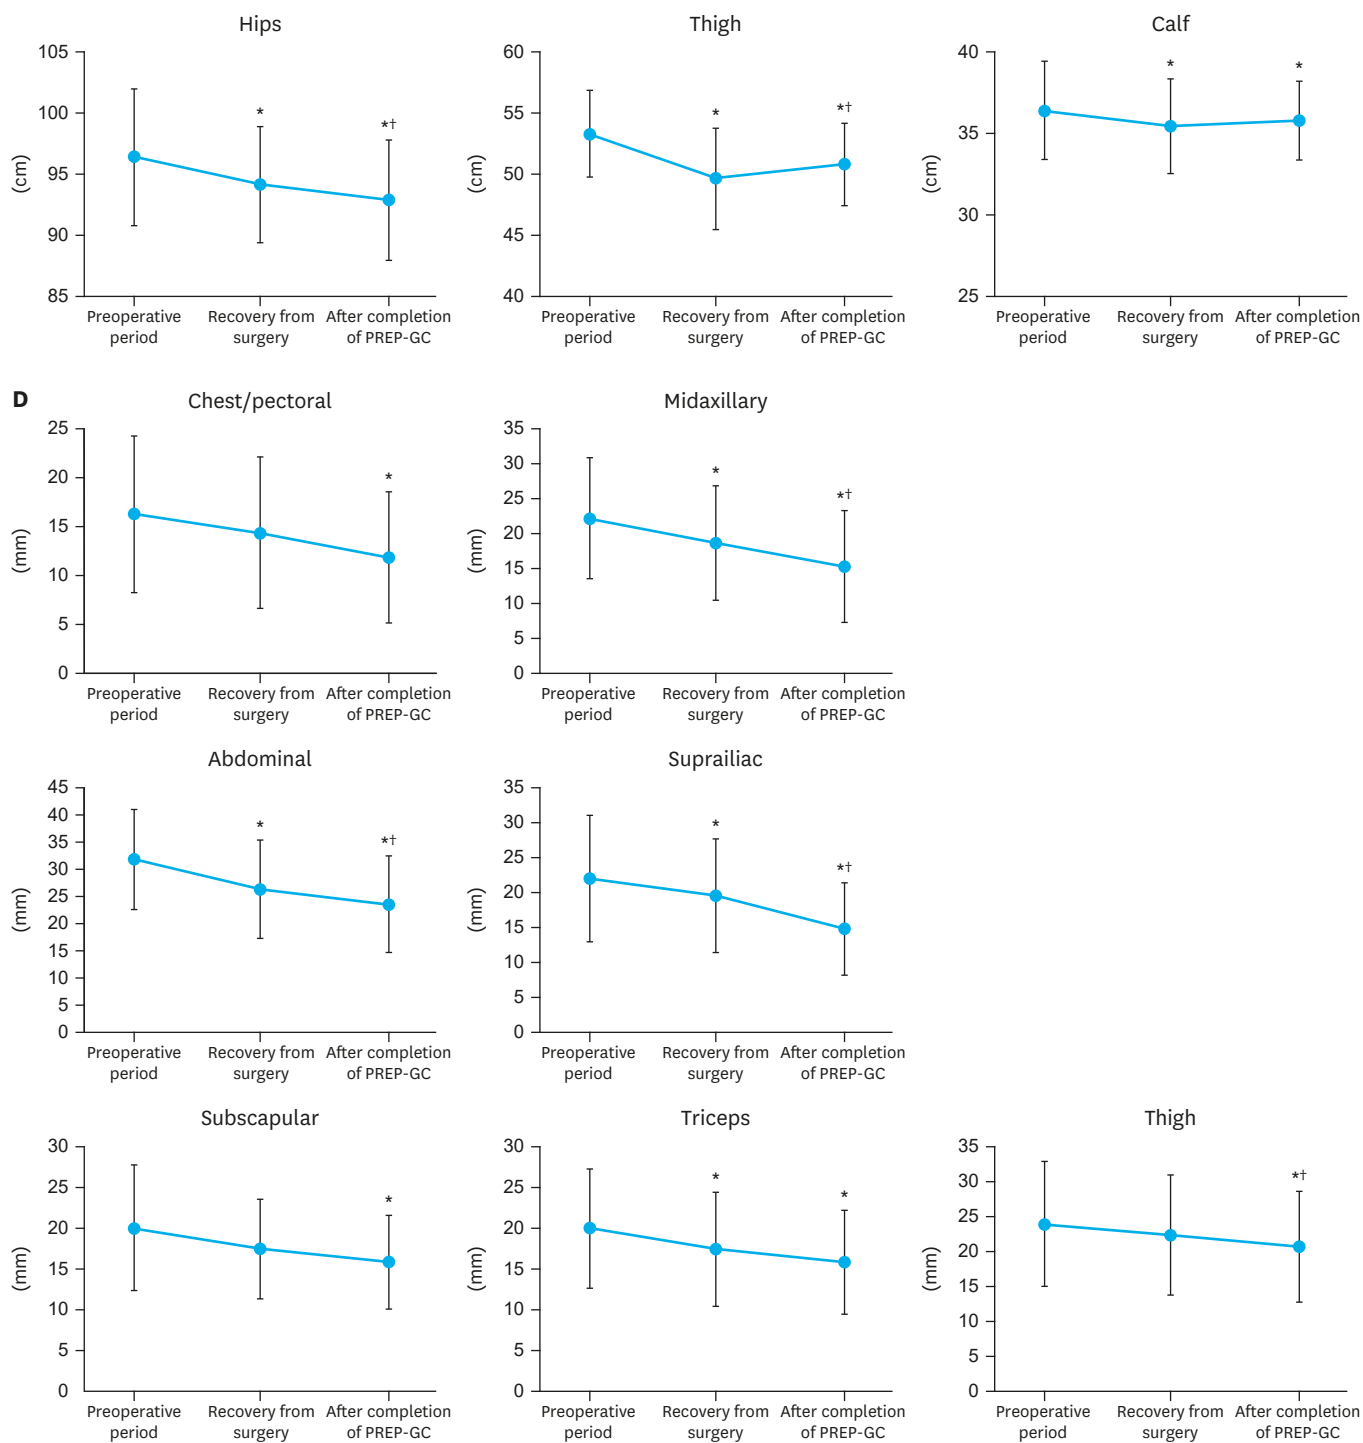 Hips
105
100
95
90
85
(cm)
*
*†
Preoperative period
Recovery from surgery
After completion of PREP-GC
Thigh
60
55
50
45
40
(cm)
*
*†
Preoperative period
Recovery from surgery
After completion of PREP-GC
Calf
40
35
30
25
(cm)
*
*
Preoperative period
Recovery from surgery
After completion of PREP-GC
D
Chest/pectoral
25
20
15
10
5
0
(mm)
*
Preoperative period
Recovery from surgery
After completion of PREP-GC
Midaxillary
35
30
25
20
15
10
5
0
(mm)
*
*†
Preoperative period
Recovery from surgery
After completion of PREP-GC
Abdominal
45
40
35
30
25
20
15
10
5
0
(mm)
*
*†
Preoperative period
Recovery from surgery
After completion of PREP-GC
Suprailiac
35
30
25
20
15
10
5
0
(mm)
*
*†
Preoperative period
Recovery from surgery
After completion of PREP-GC
Subscapular
30
25
20
15
10
5
0
(mm)
*
Preoperative period
Recovery from surgery
After completion of PREP-GC
Triceps
30
25
20
15
10
5
0
(mm)
*
*
Preoperative period
Recovery from surgery
After completion of PREP-GC
Thigh
35
30
25
20
15
10
5
0
(mm)
*†
Preoperative period
Recovery from surgery
After completion of PREP-GC